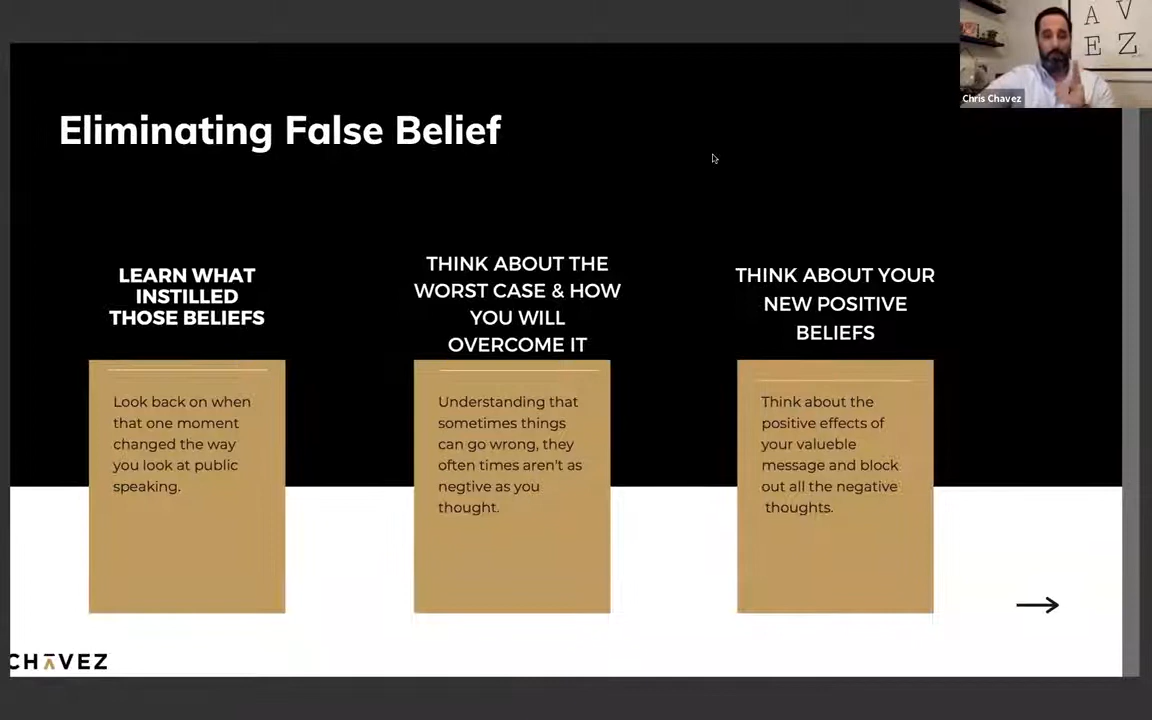 A V
E Z
Chris Chavez
Eliminating False Belief
LEARN WHAT
INSTILLED
THOSE BELIEFS
Look back on when
that one moment
changed the way
you look at public
speaking.
THINK ABOUT THE
WORST CASE & HOW
YOU WILL
OVERCOME IT
Understanding that
sometimes things
can go wrong, they
often times aren't as
negtive as you
thought.
THINK ABOUT YOUR
NEW POSITIVE
BELIEFS
Think about the
positive effects of
your valueble
message and block
out all the negative
thoughts.
CHAVEZ